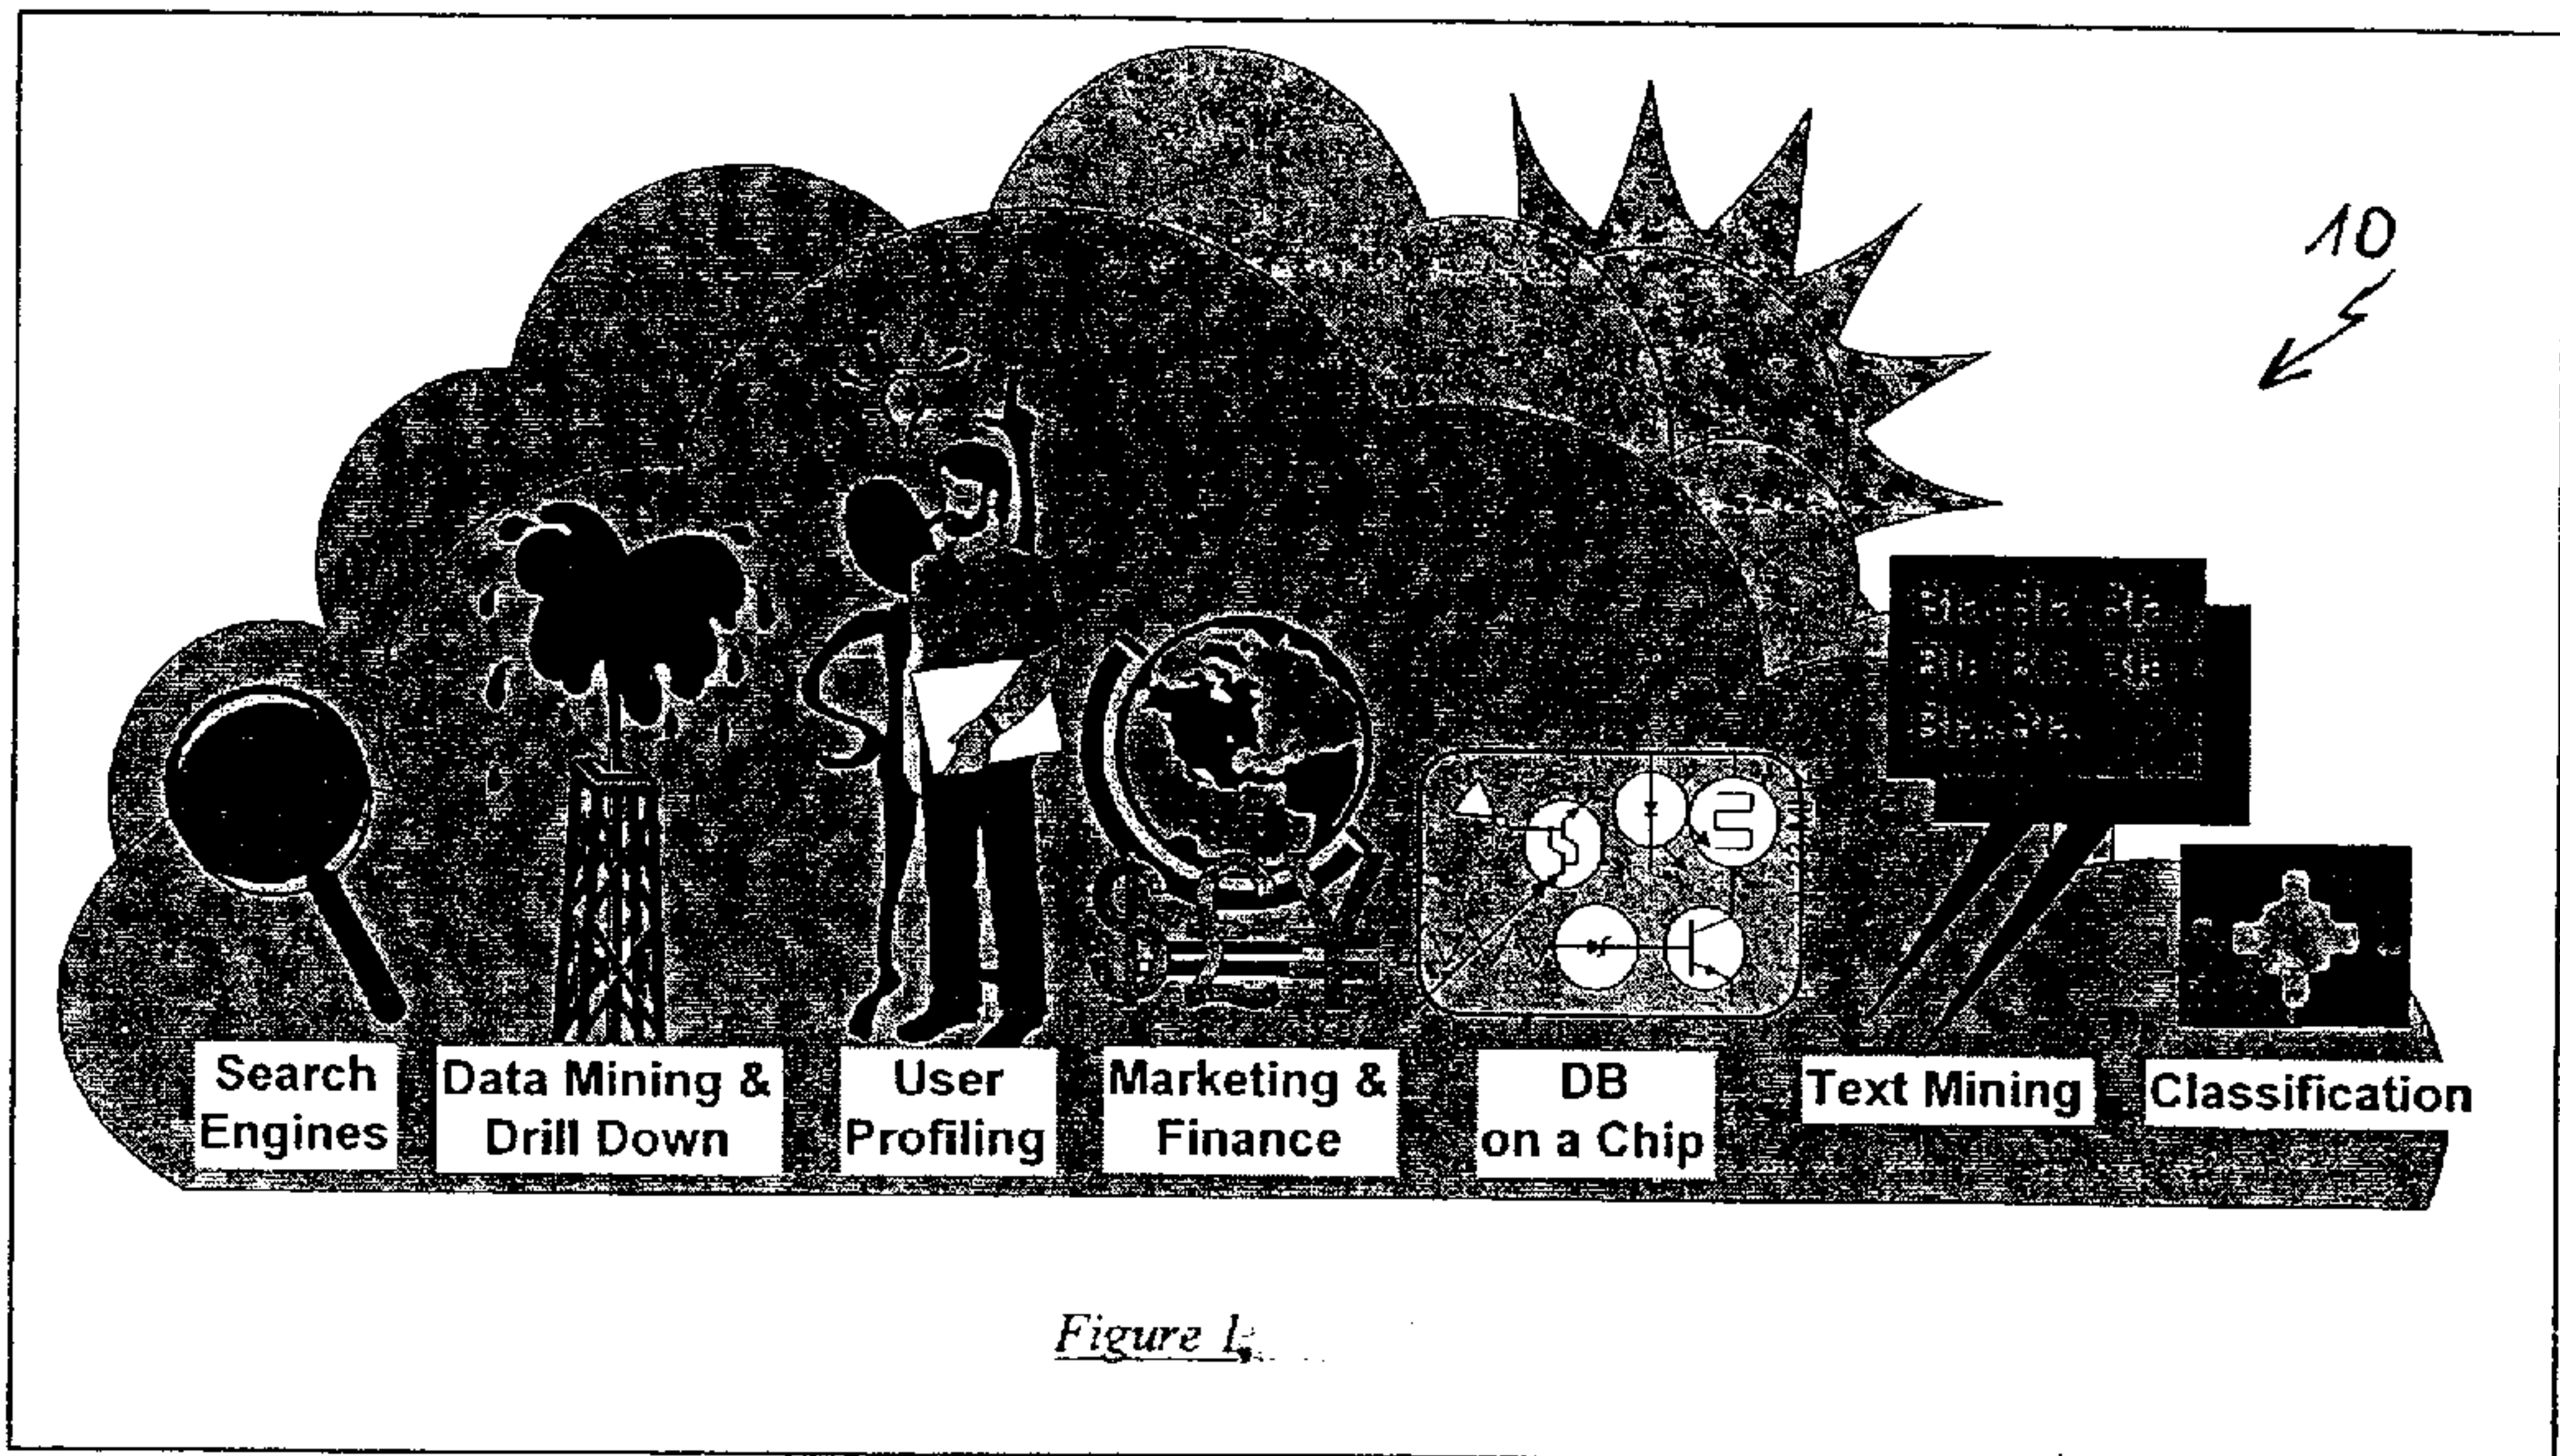 10
Search
Engines
Data Mining &
Drill Down
User
Profiling
Marketing &
Finance
DB
on a Chip
Text Mining
Classification
Figure 1